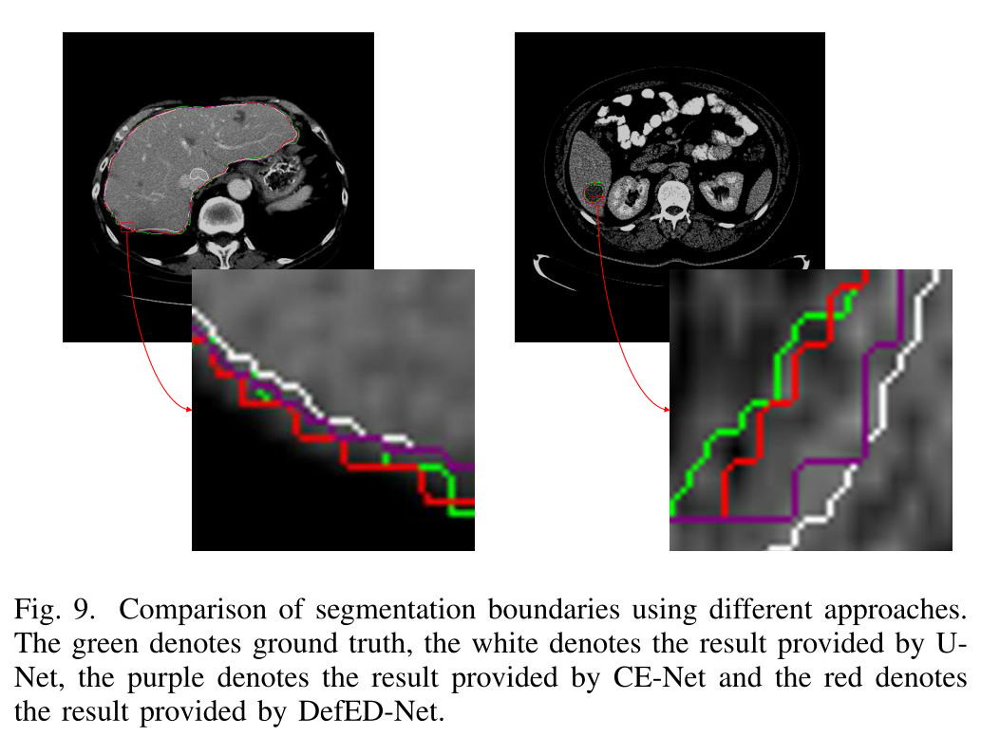 Fig. 9. Comparison of segmentation boundaries using different approaches.
The green denotes ground truth, the white denotes the result provided by U-
Net, the purple denotes the result provided by CE-Net and the red denotes
the result provided by DefED-Net.